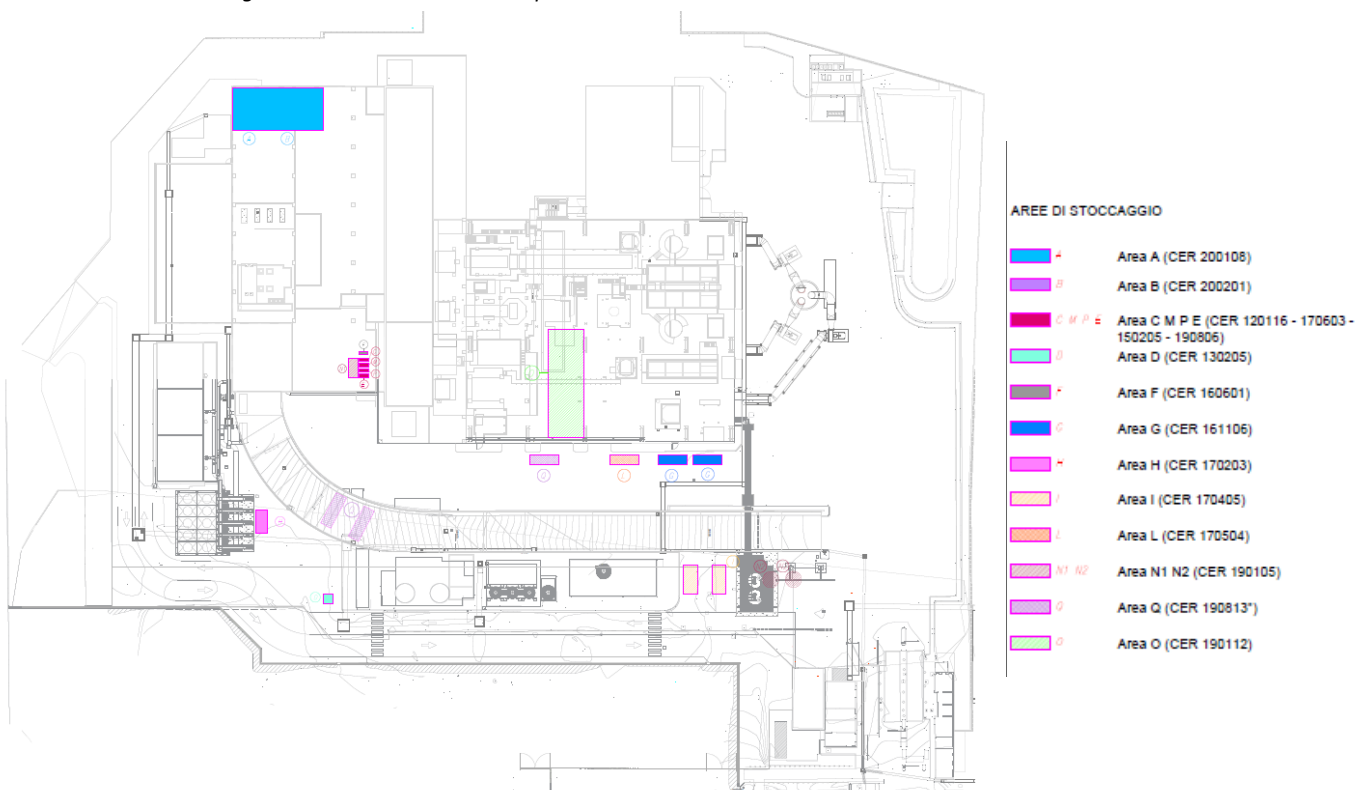 AREE DI STOCCAGGIO
A Area A (CER 200108)
B Area B (CER 200201)
C M P E Area C M P E (CER 120116 - 170603 -
150205 - 190806)
D Area D (CER 130205)
F Area F (CER 160601)
G Area G (CER 161106)
H Area H (CER 170203)
I Area I (CER 170405)
L Area L (CER 170504)
N1 N2 Area N1 N2 (CER 190105)
Q Area Q (CER 190813*)
O Area O (CER 190112)